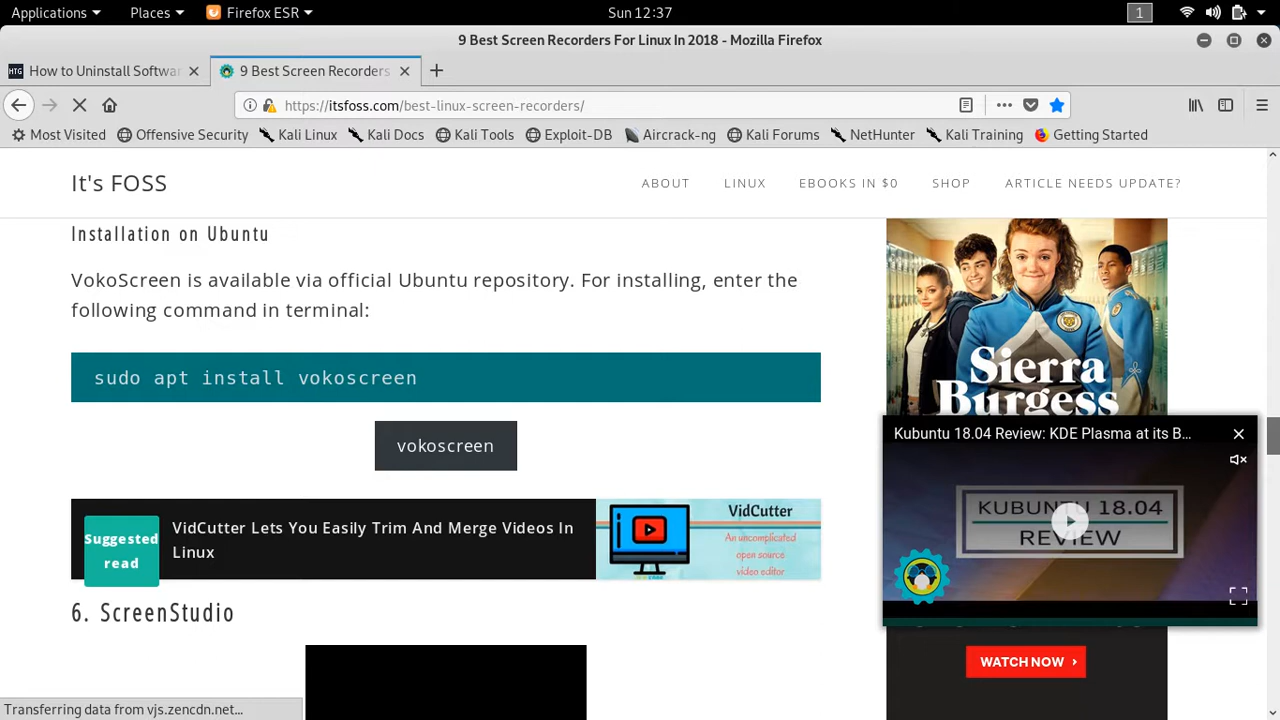 Applications Places Firefox ESR Sun 12:37 1
9 Best Screen Recorders For Linux In 2018 - Mozilla Firefox
HTG How to Uninstall Softwar 9 Best Screen Recorders
https://itsfoss.com/best-linux-screen-recorders/
Most Visited Offensive Security Kali Linux Kali Docs Kali Tools Exploit-DB Aircrack-ng Kali Forums NetHunter Kali Training Getting Started
It's FOSS ABOUT LINUX EBOOKS IN $0 SHOP ARTICLE NEEDS UPDATE?
Installation on Ubuntu
VokoScreen is available via official Ubuntu repository. For installing, enter the
following command in terminal:
sudo apt install vokoscreen
vokoscreen
Suggested
read
VidCutter Lets You Easily Trim And Merge Videos In
Linux
VidCutter
An uncomplicated
open source
video editor
6. ScreenStudio
Sierra
Burgess
Kubuntu 18.04 Review: KDE Plasma at its B...
KUBUNTU 18.04
REVIEW
WATCH NOW
Transferring data from vjs.zencdn.net...